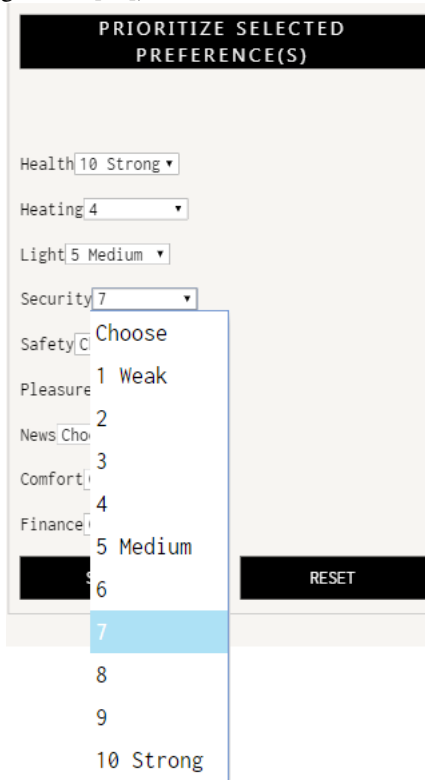 PRIORITIZE SELECTED
PREFERENCE(S)
Health 10 Strong
Heating 4
Light 5 Medium
Security 7
Safety
Pleasure
News
Comfort
Finance
RESET
Choose
1 Weak
2
3
4
5 Medium
6
7
8
9
10 Strong